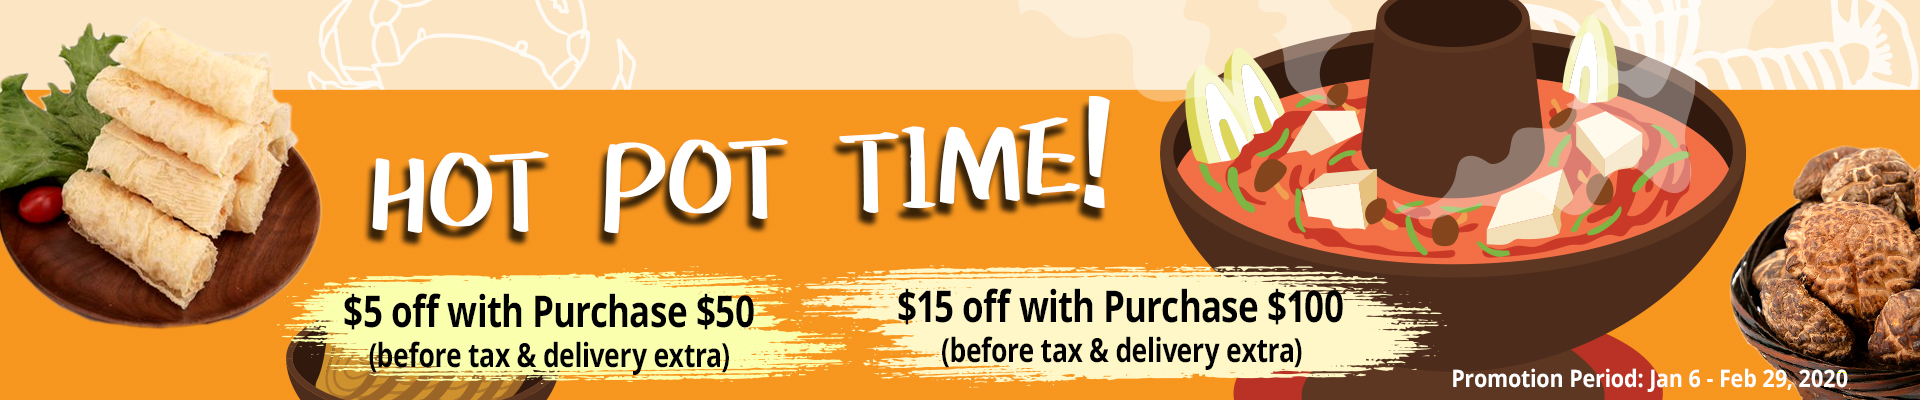 HOT POT TIME!
$5 off with Purchase $50
(before tax & delivery extra)
$15 off with Purchase $100
(before tax & delivery extra)
Promotion Period: Jan 6 - Feb 29, 2020